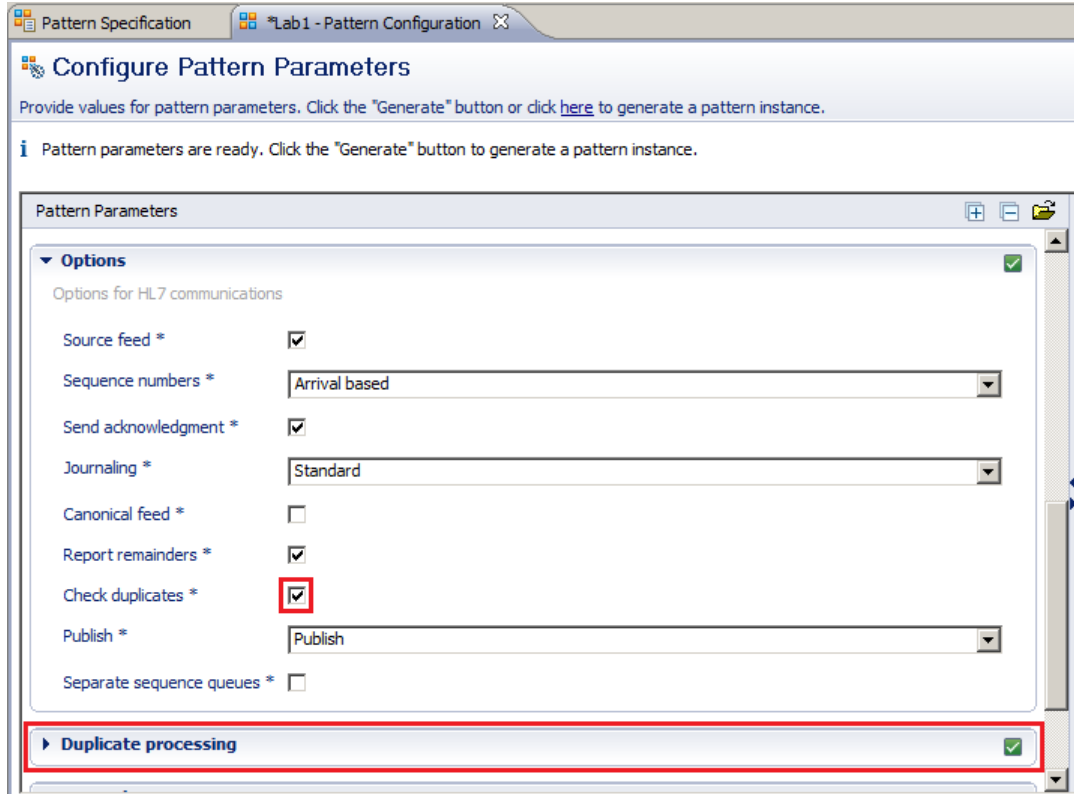 Pattern Specification
*Lab1 - Pattern Configuration
Configure Pattern Parameters
Provide values for pattern parameters. Click the "Generate" button or click here to generate a pattern instance.
i Pattern parameters are ready. Click the "Generate" button to generate a pattern instance.
Pattern Parameters
Options
Options for HL7 communications
Source feed *
Sequence numbers * Arrival based
Send acknowledgment *
Journaling * Standard
Canonical feed *
Report remainders *
Check duplicates *
Publish * Publish
Separate sequence queues *
Duplicate processing